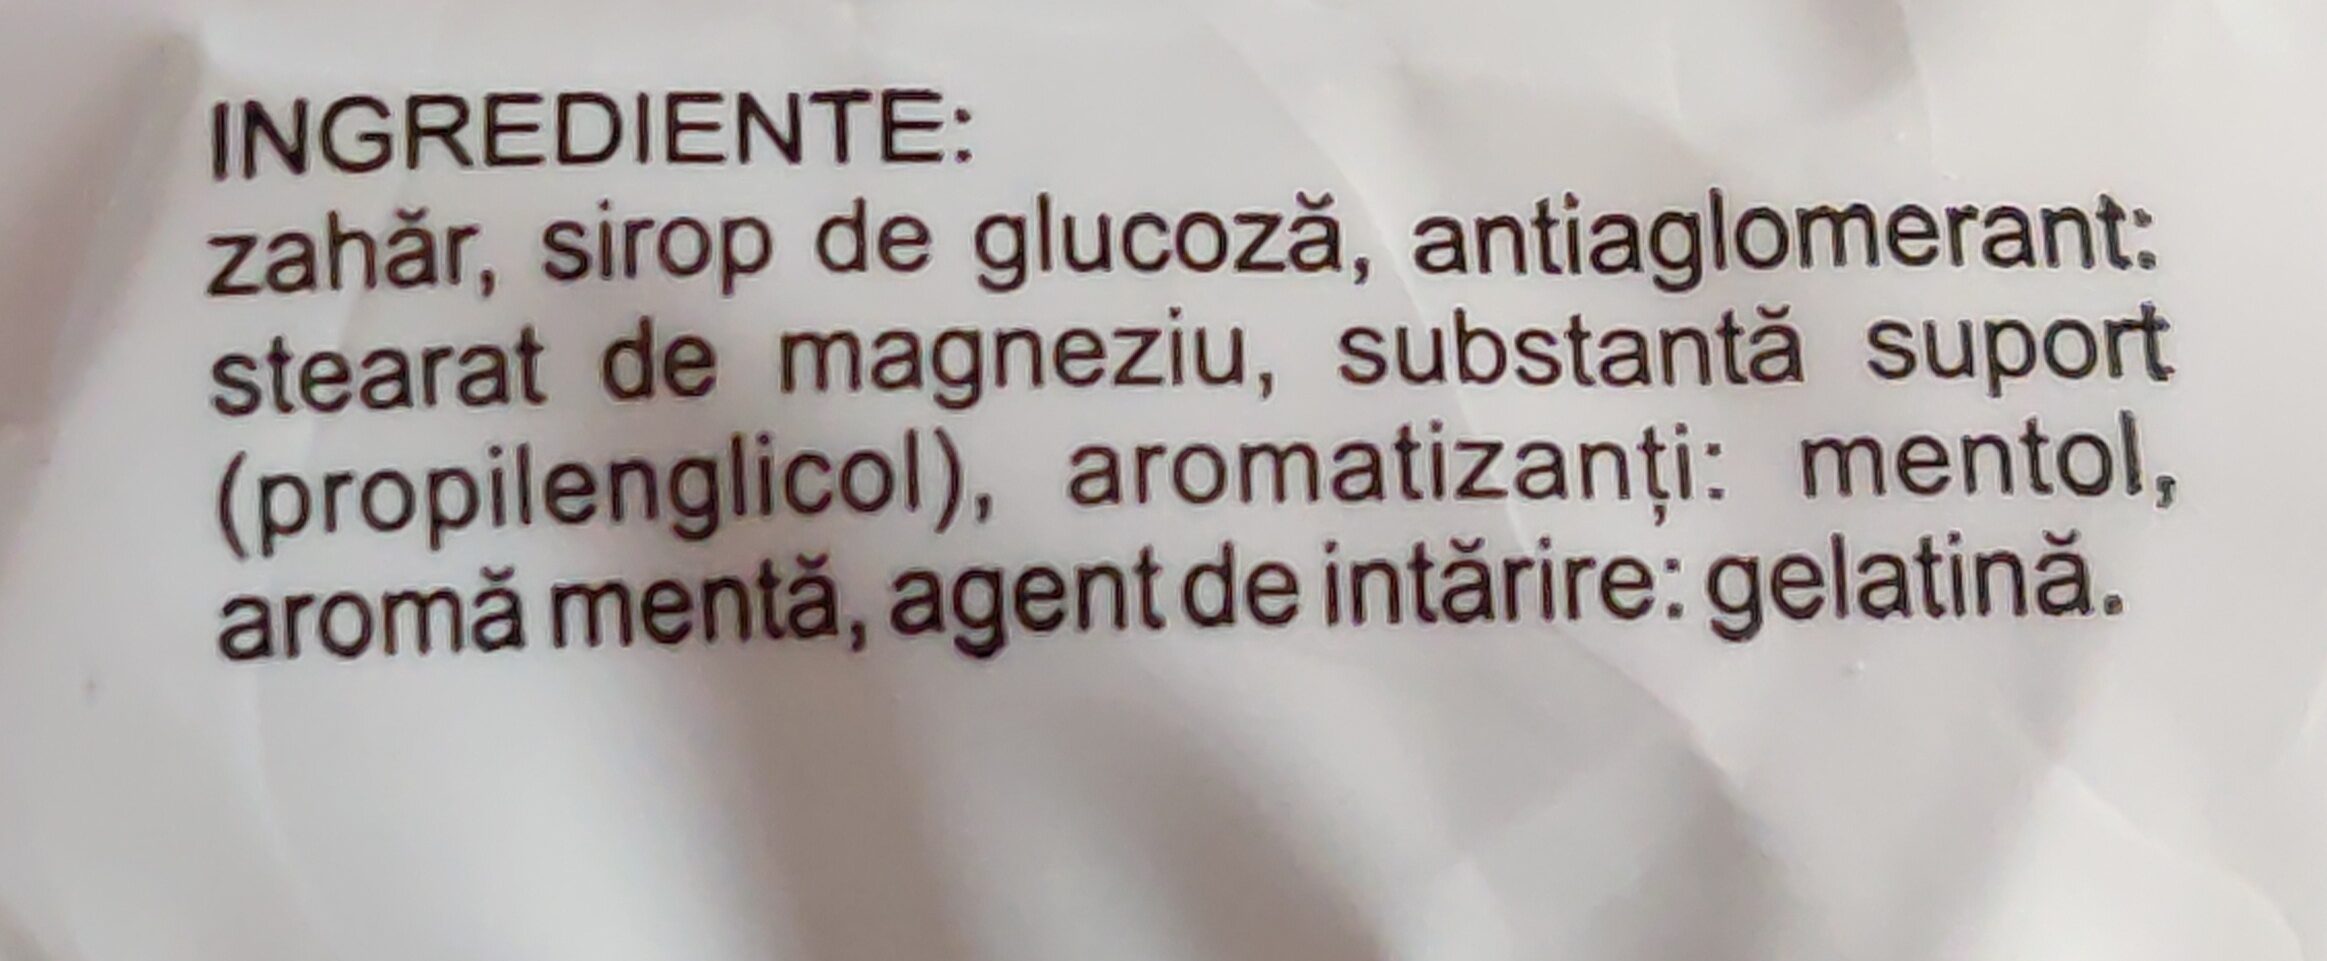 INGREDIENTE:
zahăr, sirop de glucoză, antiaglomerant:
stearat de magneziu, substantă suport
(propilenglicol), aromatizanți: mentol,
aromă mentă, agent de intărire: gelatină.